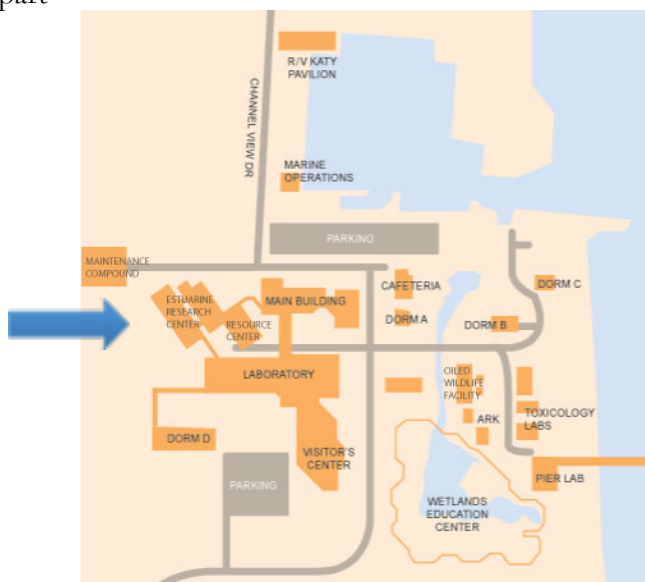 part
R/V KATY
PAVILION
CHANNEL VIEW DR
MARINE
OPERATIONS
PARKING
MAINTENANCE
COMPOUND
ESTUARINE
RESEARCH
CENTER
RESOURCE
CENTER
MAIN BUILDING
CAFETERIA
DORM A
DORM B
DORM C
LABORATORY
OILED
WILDLIFE
FACILITY
ARK
TOXICOLOGY
LABS
DORM D
VISITOR'S
CENTER
PARKING
PIER LAB
WETLANDS
EDUCATION
CENTER